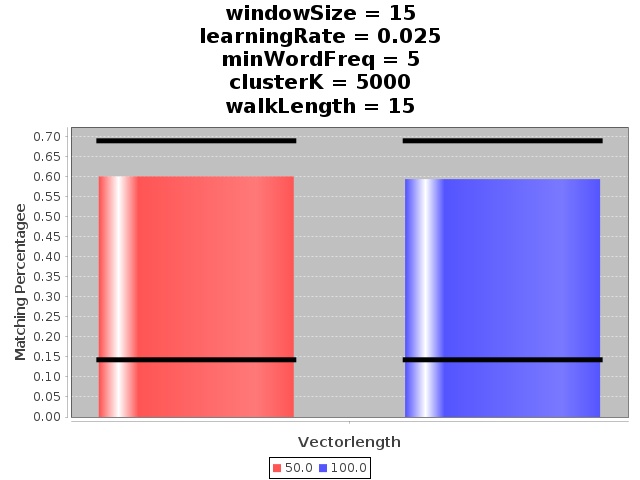 windowSize = 15
learningRate = 0.025
minWordFreq = 5
clusterK = 5000
walkLength = 15
0.70
0.65
0.60
0.55
0.50
0.45
0.40
0.35
0.30
0.25
0.20
0.15
0.10
0.05
0.00
Matching Percentagee
Vectorlength
50.0 100.0